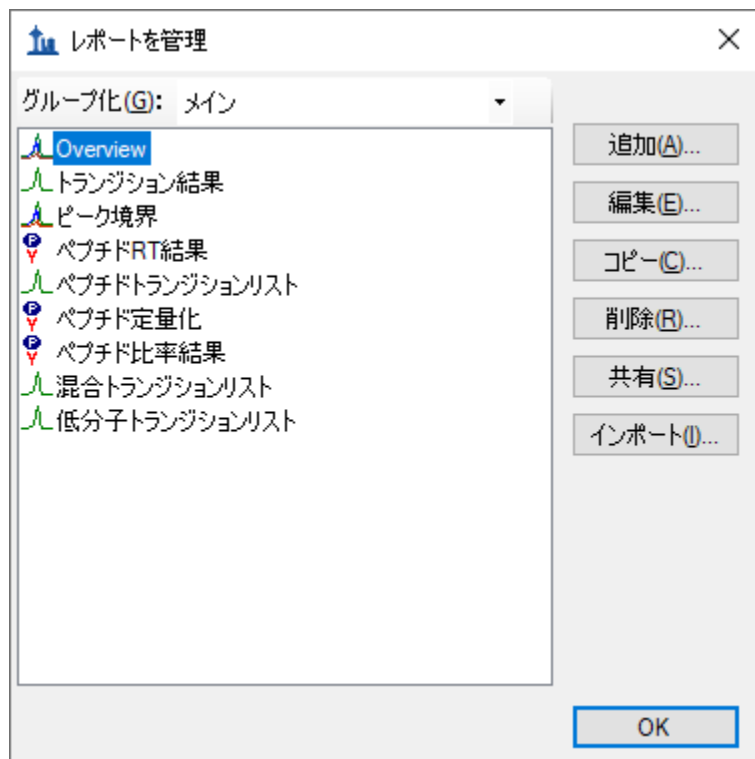 レポートを管理
グループ化(G): メイン
Overview
トランジション結果
ピーク境界
ペプチドRT結果
ペプチドトランジションリスト
ペプチド定量化
ペプチド比率結果
混合トランジションリスト
低分子トランジションリスト
追加(A)...
編集(E)...
コピー(C)...
削除(R)...
共有(S)...
インポート(I)...
OK